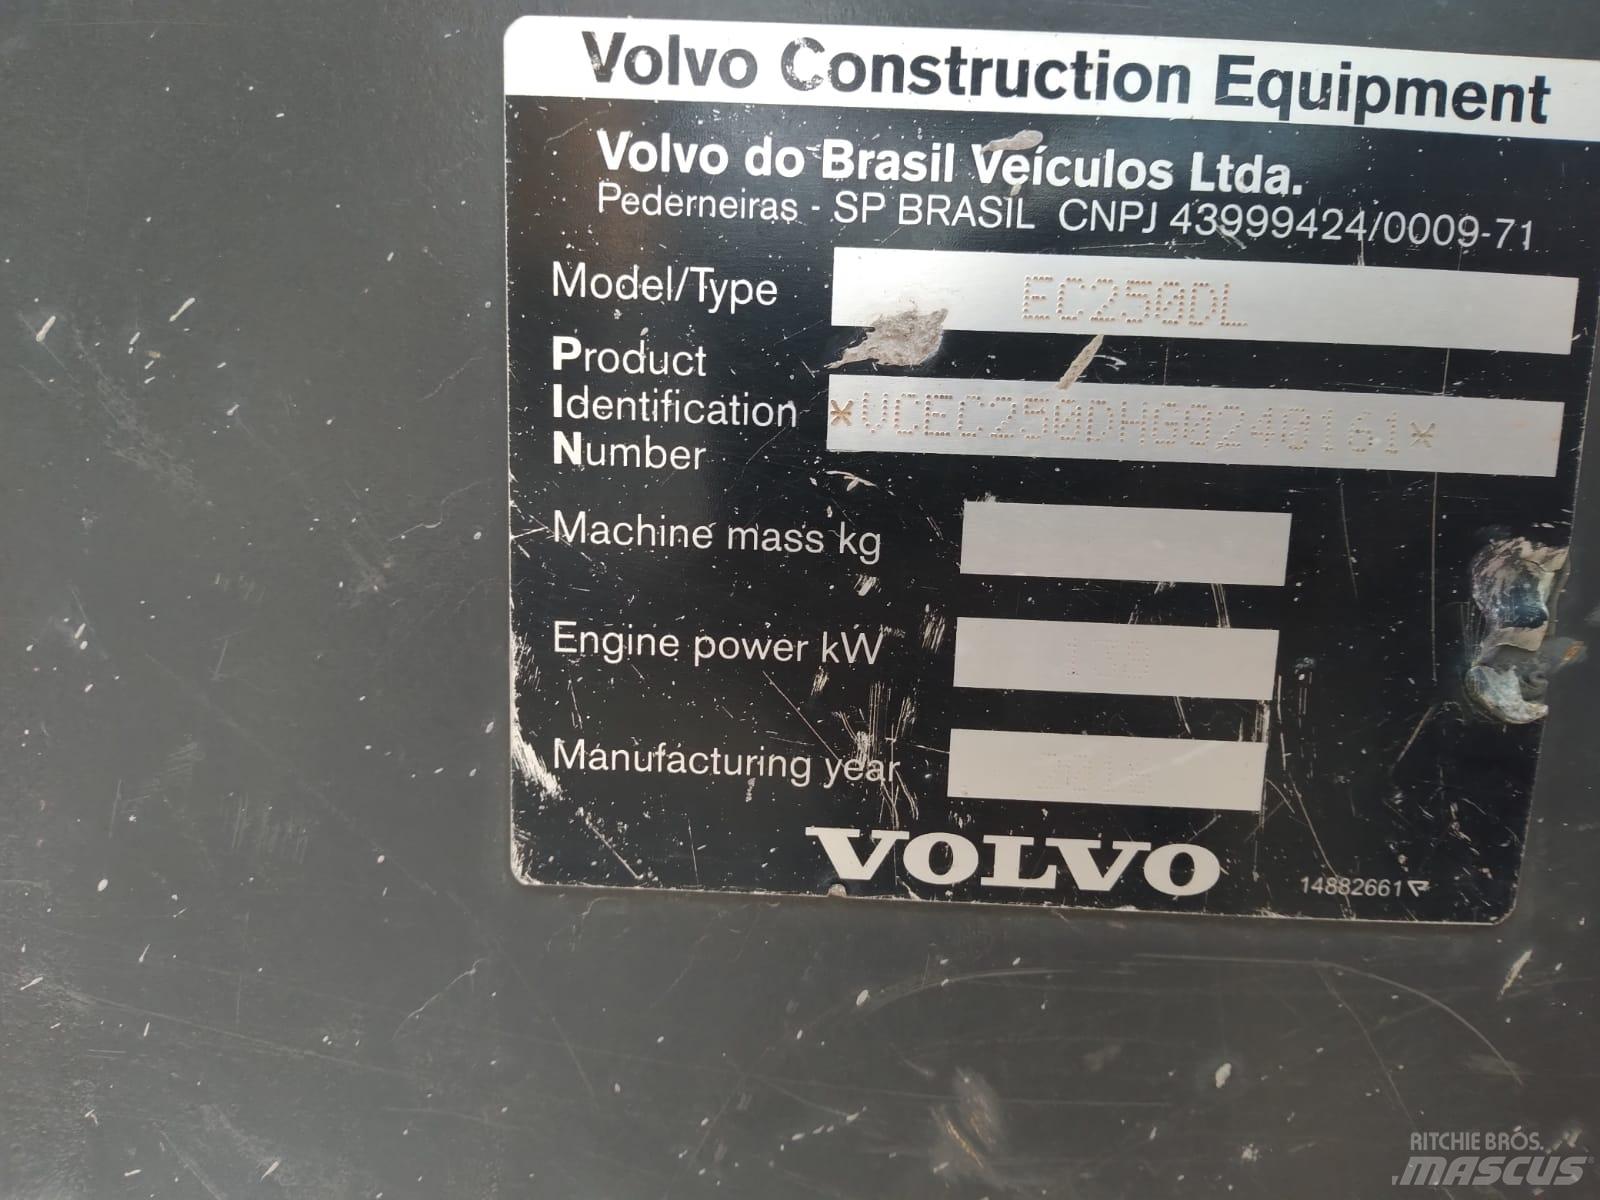 Volvo Construction Equipment
Volvo do Brasil Veículos Ltda.
Pederneiras - SP BRASIL CNPJ 43999424/0009-71
Model/Type EC250DL
Product
Identification *VCEC250DHG0240161*
Number
Machine mass kg
Engine power kW
Manufacturing year
VOLVO
14882661
RITCHIE BROS.
MASCUS